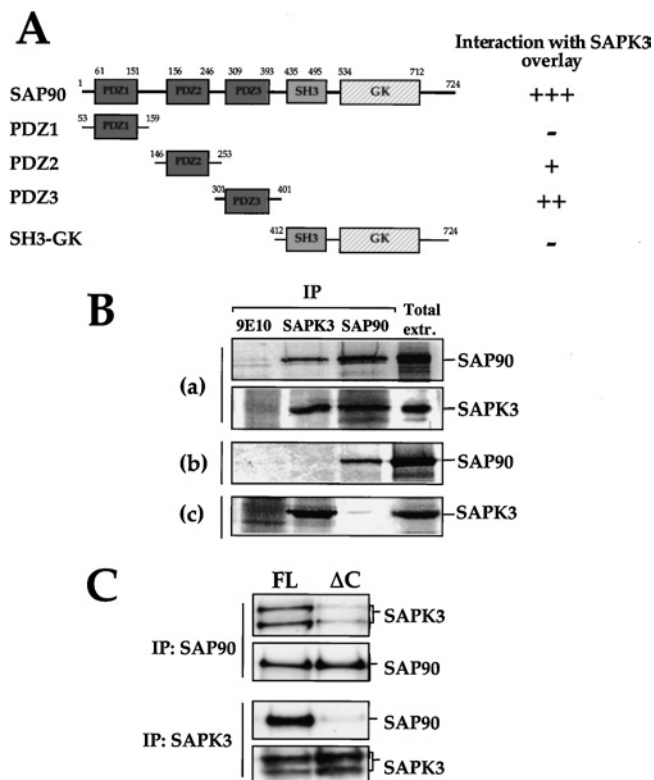 A
Interaction with SAPK3
overlay
1 61 151 156 246 309 393 435 495 534 712 724
SAP90 PDZ1 PDZ2 PDZ3 SH3 GK +++
53 159
PDZ1 PDZ1 -
146 253
PDZ2 PDZ2 +
301 401
PDZ3 PDZ3 ++
SH3-GK 412 SH3 GK 724 -
B
IP
9E10 SAPK3 SAP90 Total
extr.
(a) SAP90
SAPK3
(b) SAP90
(c) SAPK3
C
FL ΔC
IP: SAP90 SAPK3
SAP90
IP: SAPK3 SAP90
SAPK3